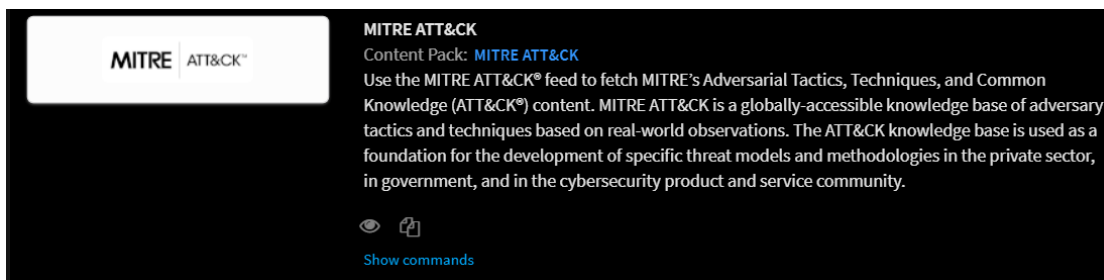 MITRE ATT&CK™
MITRE ATT&CK
Content Pack: MITRE ATT&CK
Use the MITRE ATT&CK® feed to fetch MITRE’s Adversarial Tactics, Techniques, and Common
Knowledge (ATT&CK®) content. MITRE ATT&CK is a globally-accessible knowledge base of adversary
tactics and techniques based on real-world observations. The ATT&CK knowledge base is used as a
foundation for the development of specific threat models and methodologies in the private sector,
in government, and in the cybersecurity product and service community.
Show commands